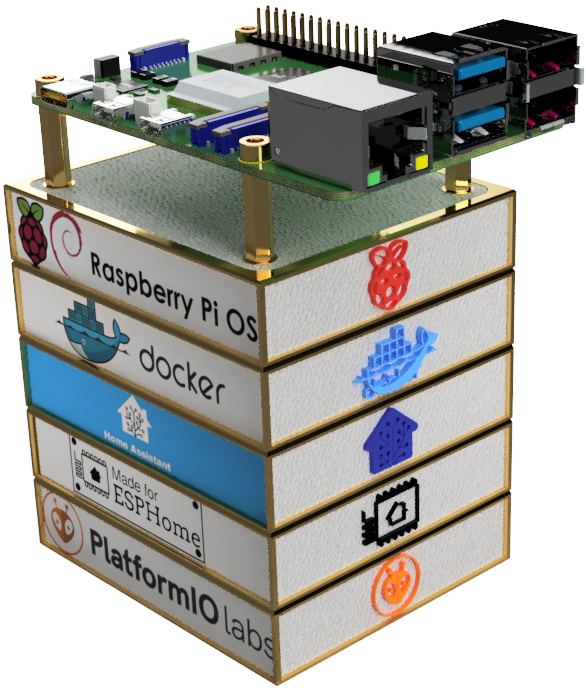 Raspberry Pi OS
docker
Home Assistant
Made for
ESPHome
PlatformIO labs